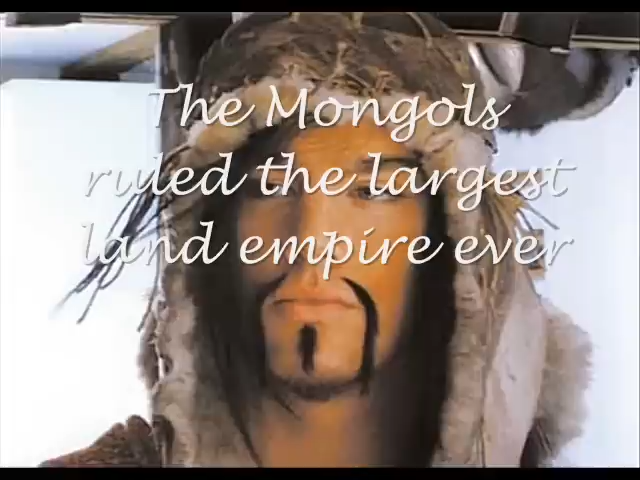 The Mongols
ruled the largest
land empire ever